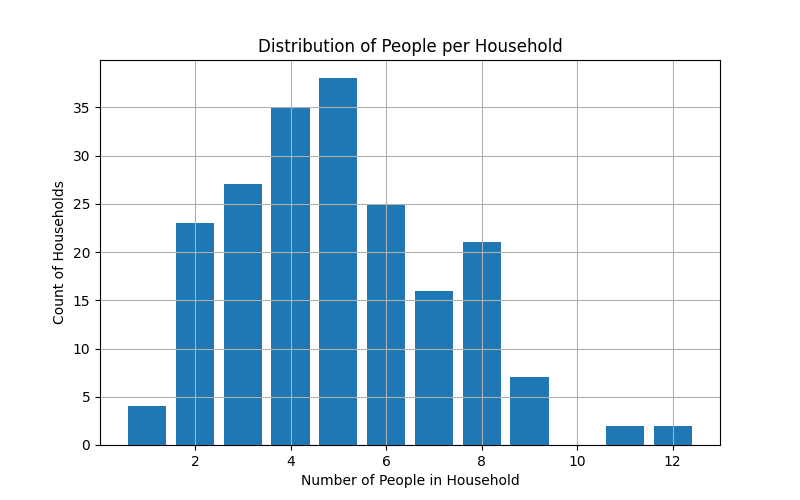 Distribution of People per Household
Count of Households
35
30
25
20
15
10
5
0
2 4 6 8 10 12
Number of People in Household